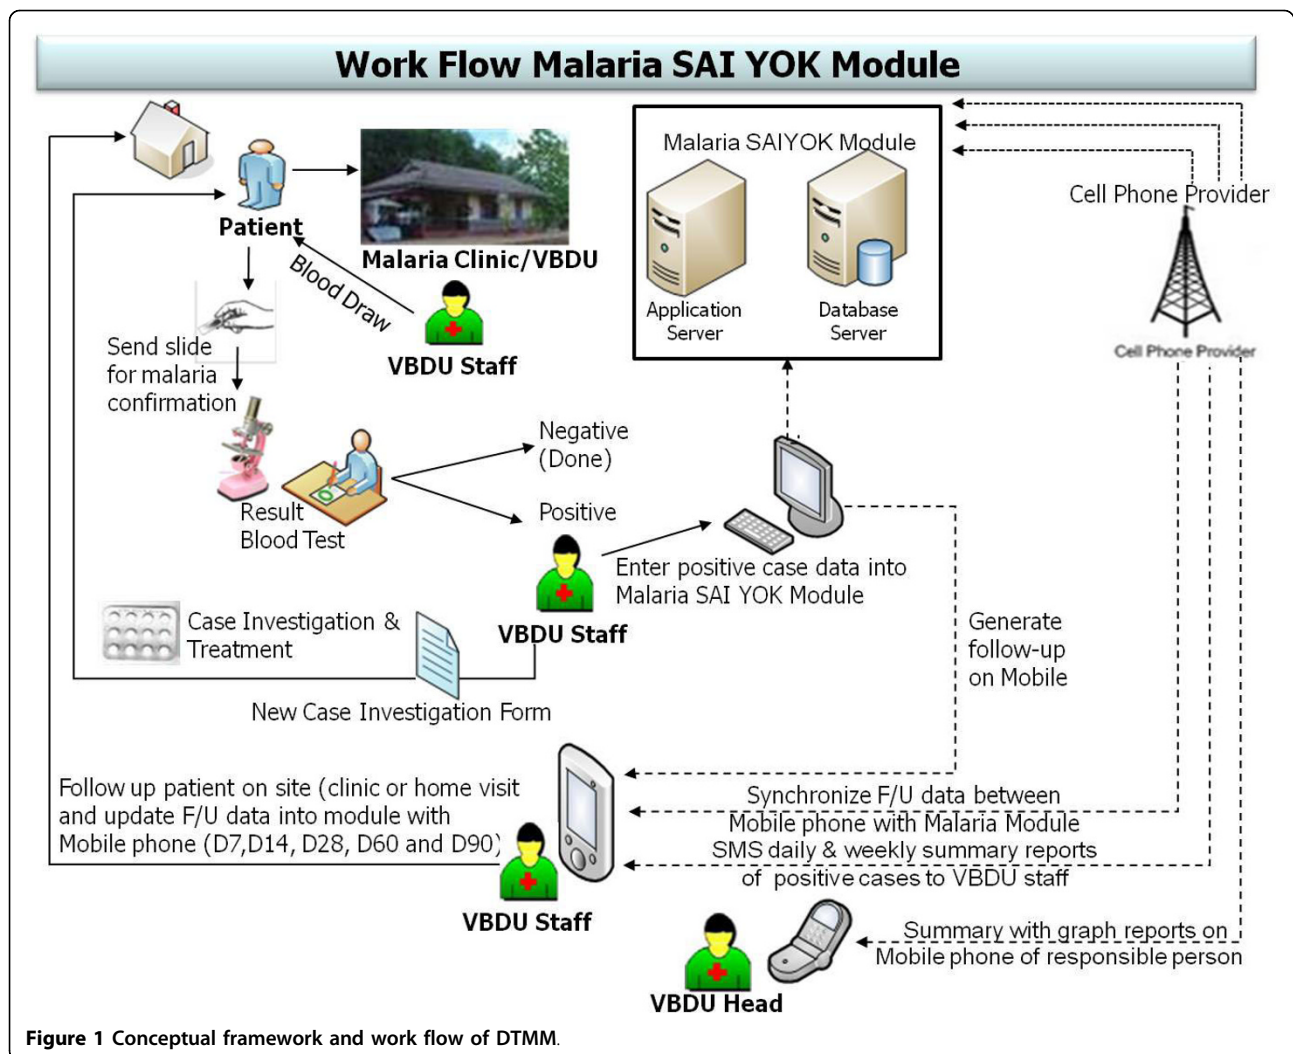 Work Flow Malaria SAI YOK Module
Patient
Malaria Clinic/VBDU
Blood Draw
VBDU Staff
Malaria SAIYOK Module
Application
Server
Database
Server
Cell Phone Provider
Cell Phone Provider
Send slide
for malaria
confirmation
Result
Blood Test
Negative
(Done)
Positive
VBDU Staff
Enter positive case data into
Malaria SAI YOK Module
Case Investigation &
Treatment
New Case Investigation Form
Generate
follow-up
on Mobile
Follow up patient on site (clinic or home visit
and update F/U data into module with
Mobile phone (D7,D14, D28, D60 and D90)
VBDU Staff
Synchronize F/U data between
Mobile phone with Malaria Module
SMS daily & weekly summary reports
of positive cases to VBDU staff
Summary with graph reports on
Mobile phone of responsible person
VBDU Head
Figure 1 Conceptual framework and work flow of DTMM.